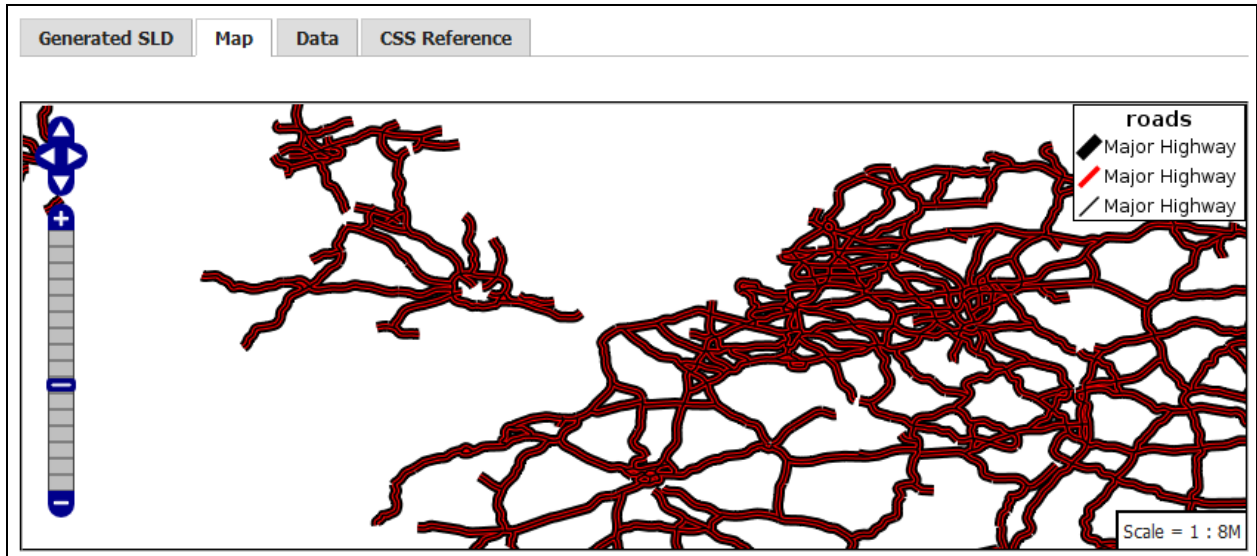 Generated SLD Map Data CSS Reference
roads
Major Highway
Major Highway
Major Highway
Scale = 1 : 8M